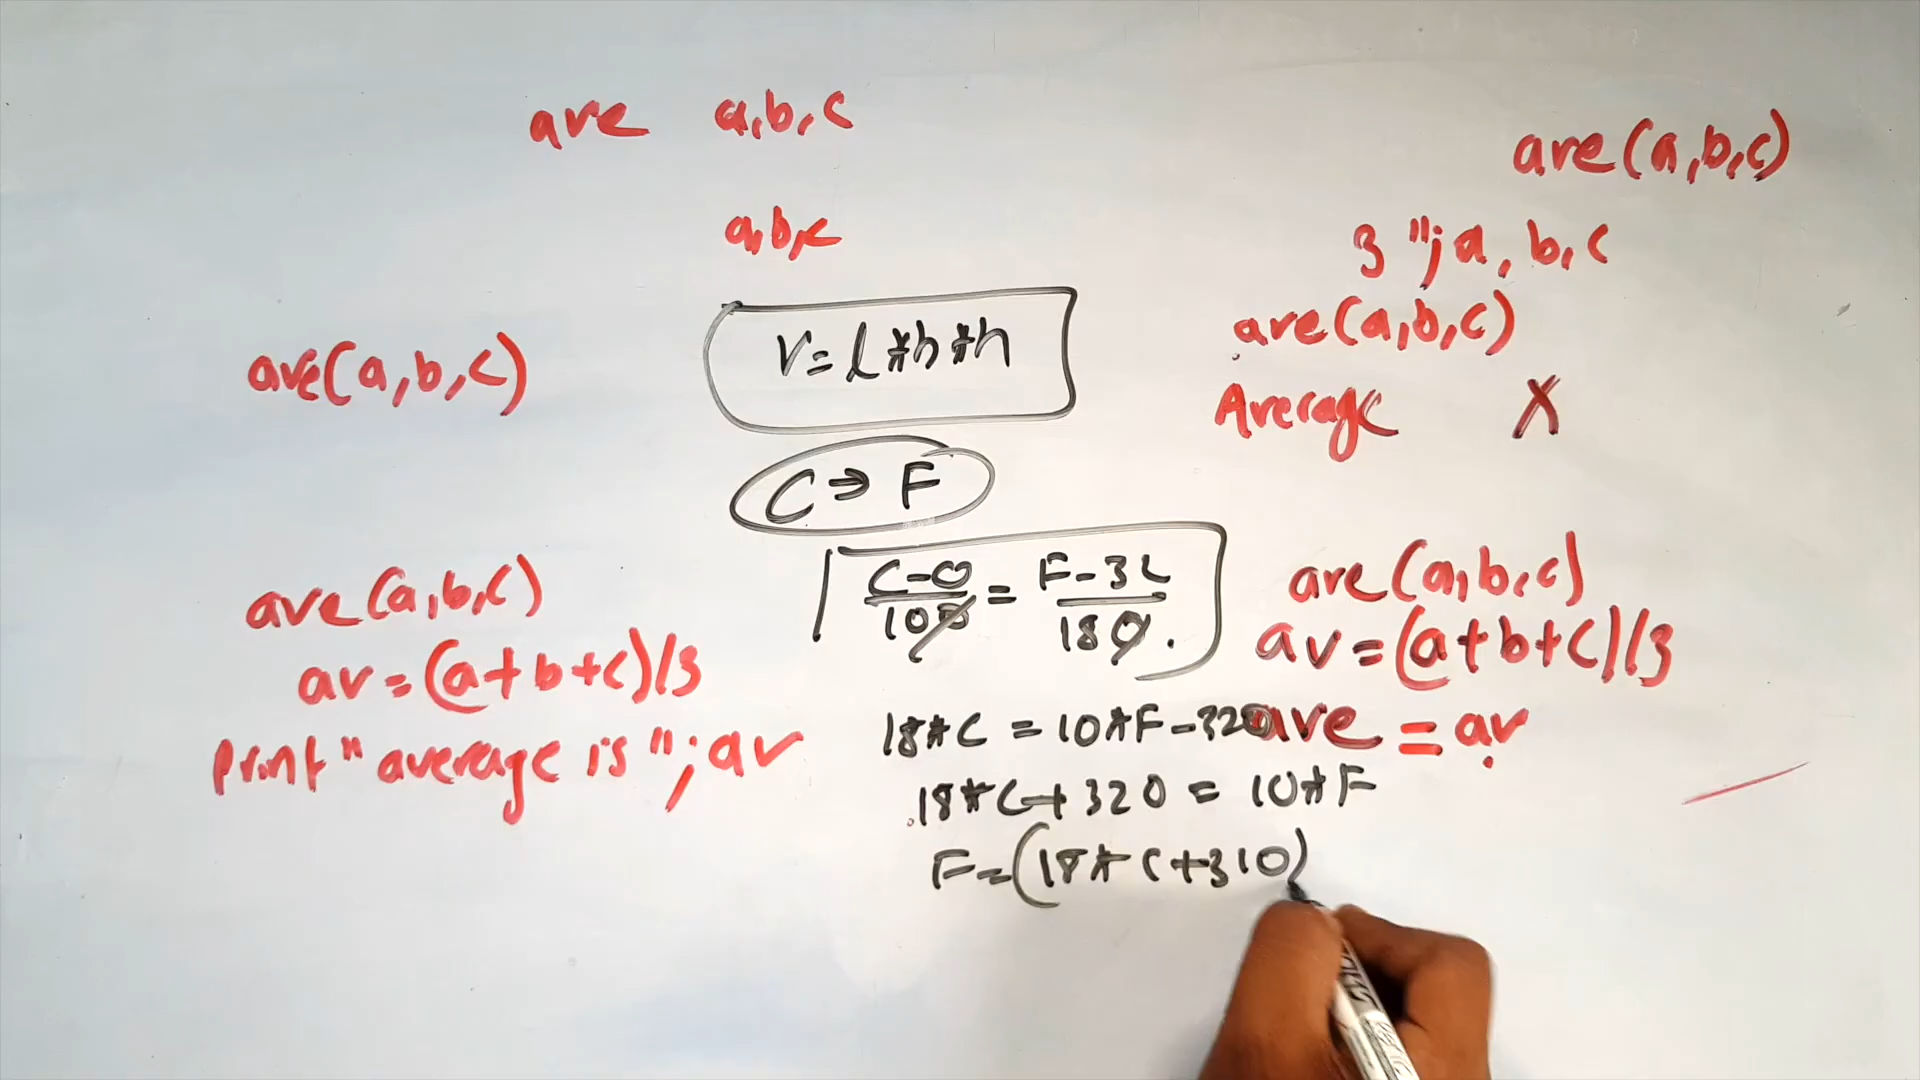 ave a,b,c
are(a,b,c)
a,b,c
3 "; a, b, c
are(a,b,c)
V = l*b*h
ave(a,b,c)
Average X
C → F
C-0/100 = F-32/180
ave(a,b,c)
av = (a+b+c)/3
Print "average is "; av
are(a,b,c)
av = (a+b+c)/3
ave = av
18*C = 10*F-320
18*C+320 = 10*F
F = (18*C+310)